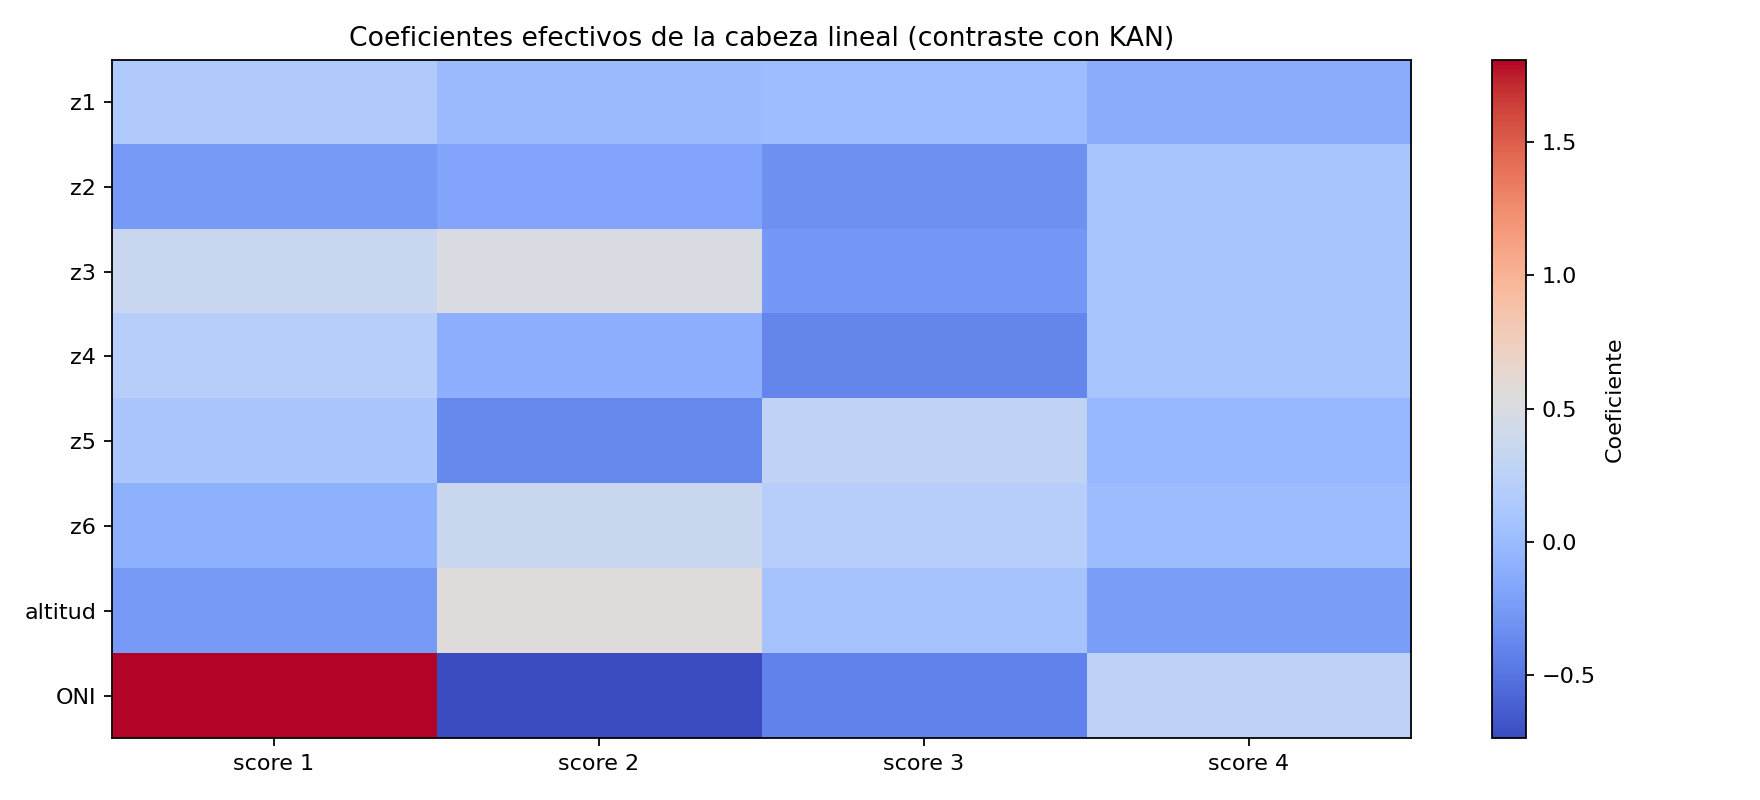 Coeficientes efectivos de la cabeza lineal (contraste con KAN)
z1
z2
z3
z4
z5
z6
altitud
ONI
score 1
score 2
score 3
score 4
1.5
1.0
0.5
0.0
−0.5
Coeficiente